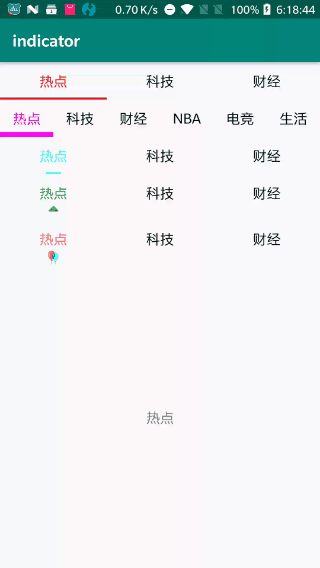 0.70 K/s 100% 6:18:44
indicator
热点 科技 财经
热点 科技 财经 NBA 电竞 生活
热点 科技 财经
热点 科技 财经
热点 科技 财经
热点